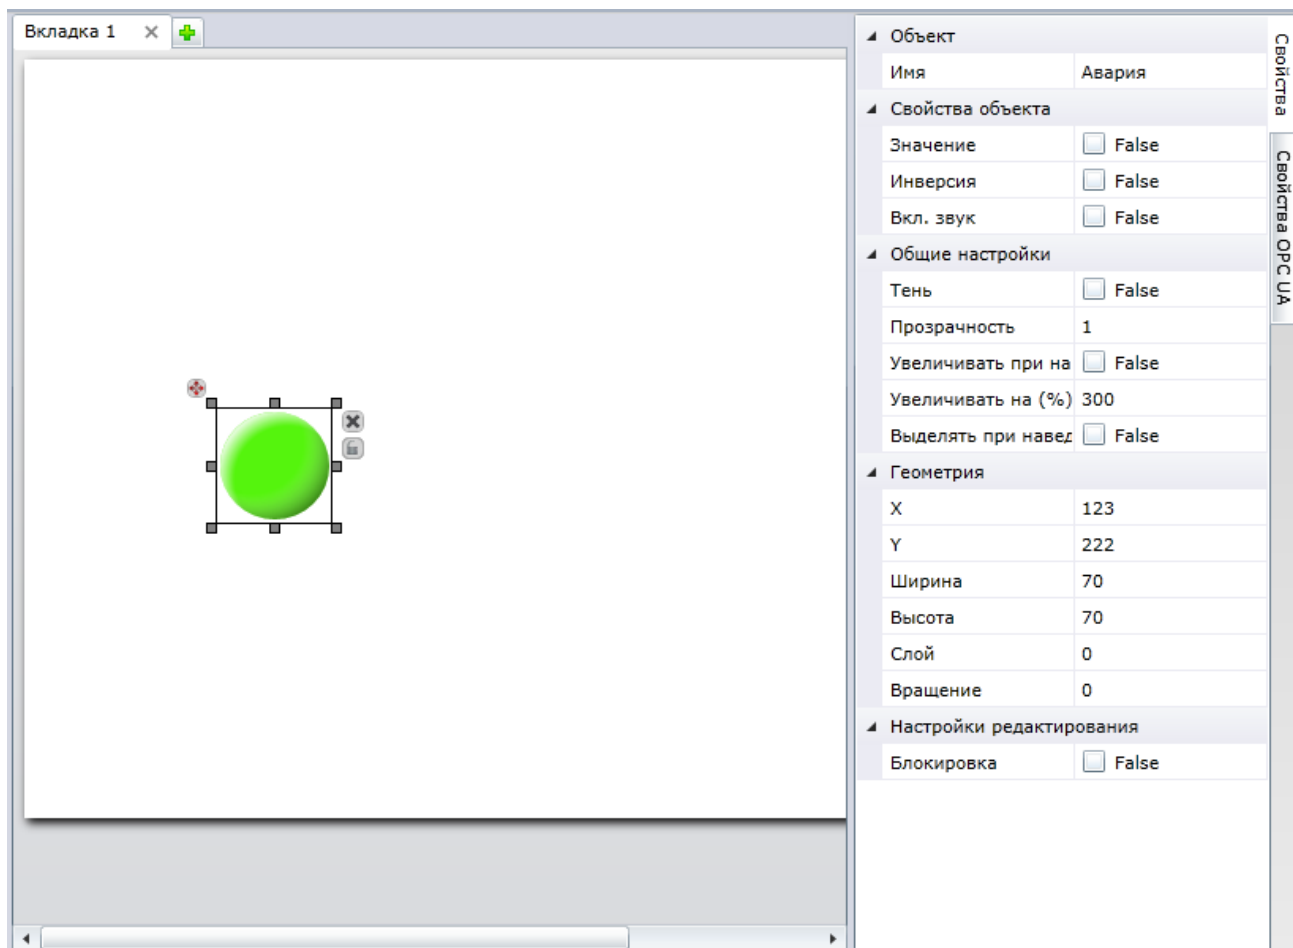 Вкладка 1
Объект
Имя Авария
Свойства объекта
Значение False
Инверсия False
Вкл. звук False
Общие настройки
Тень False
Прозрачность 1
Увеличивать при на False
Увеличивать на (%) 300
Выделять при навед False
Геометрия
X 123
Y 222
Ширина 70
Высота 70
Слой 0
Вращение 0
Настройки редактирования
Блокировка False
Свойства
Свойства OPC UA